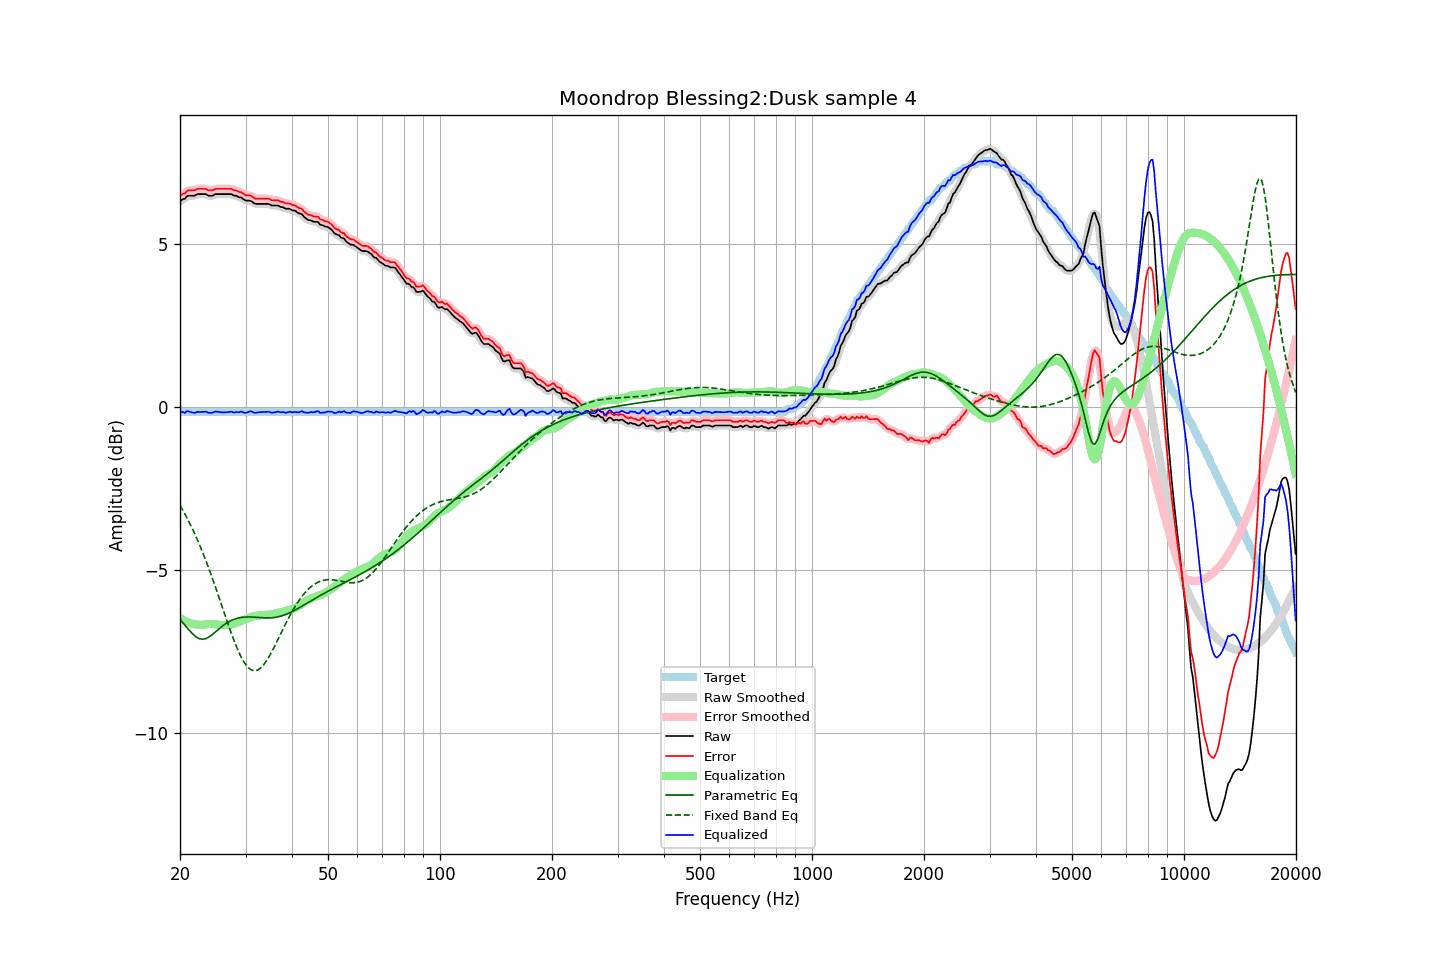 Moondrop Blessing2:Dusk sample 4
Amplitude (dBr)
5
0
−5
−10
Target
Raw Smoothed
Error Smoothed
Raw
Error
Equalization
Parametric Eq
Fixed Band Eq
Equalized
20 50 100 200 500 1000 2000 5000 10000 20000
Frequency (Hz)